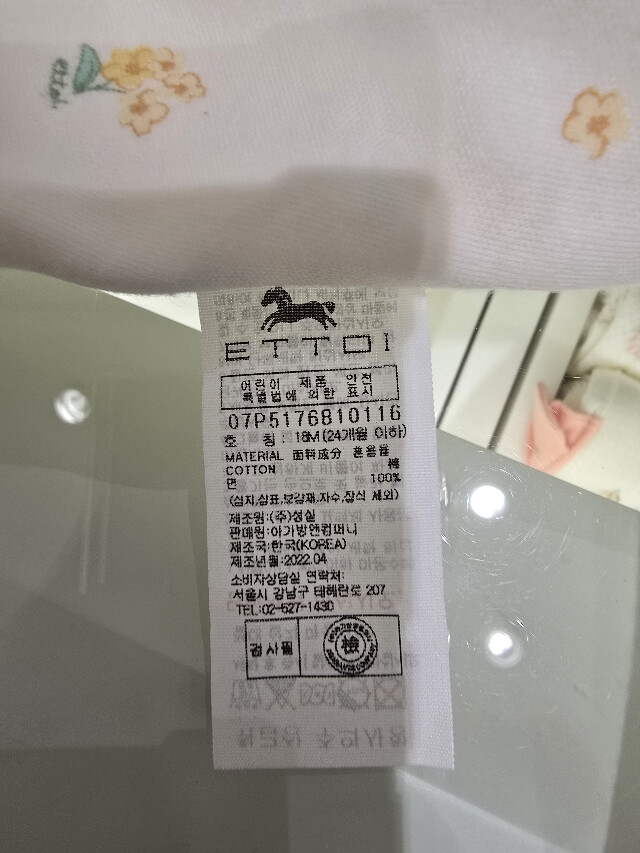 ettoi
ETTOI
어린이 제품 안전
특별법에 의한 표시
07P5176810116
호 칭 : 18M(24개월 이하)
MATERIAL 面料成分 혼용율
COTTON 棉
면 100%
(심지,상표,보강재,자수,장식 제외)
제조원:(주)성실
판매원:아가방앤컴퍼니
제조국:한국(KOREA)
제조년월:2022.04
소비자상담실 연락처:
서울시 강남구 테헤란로 207
TEL:02-527-1430
검사필
檢